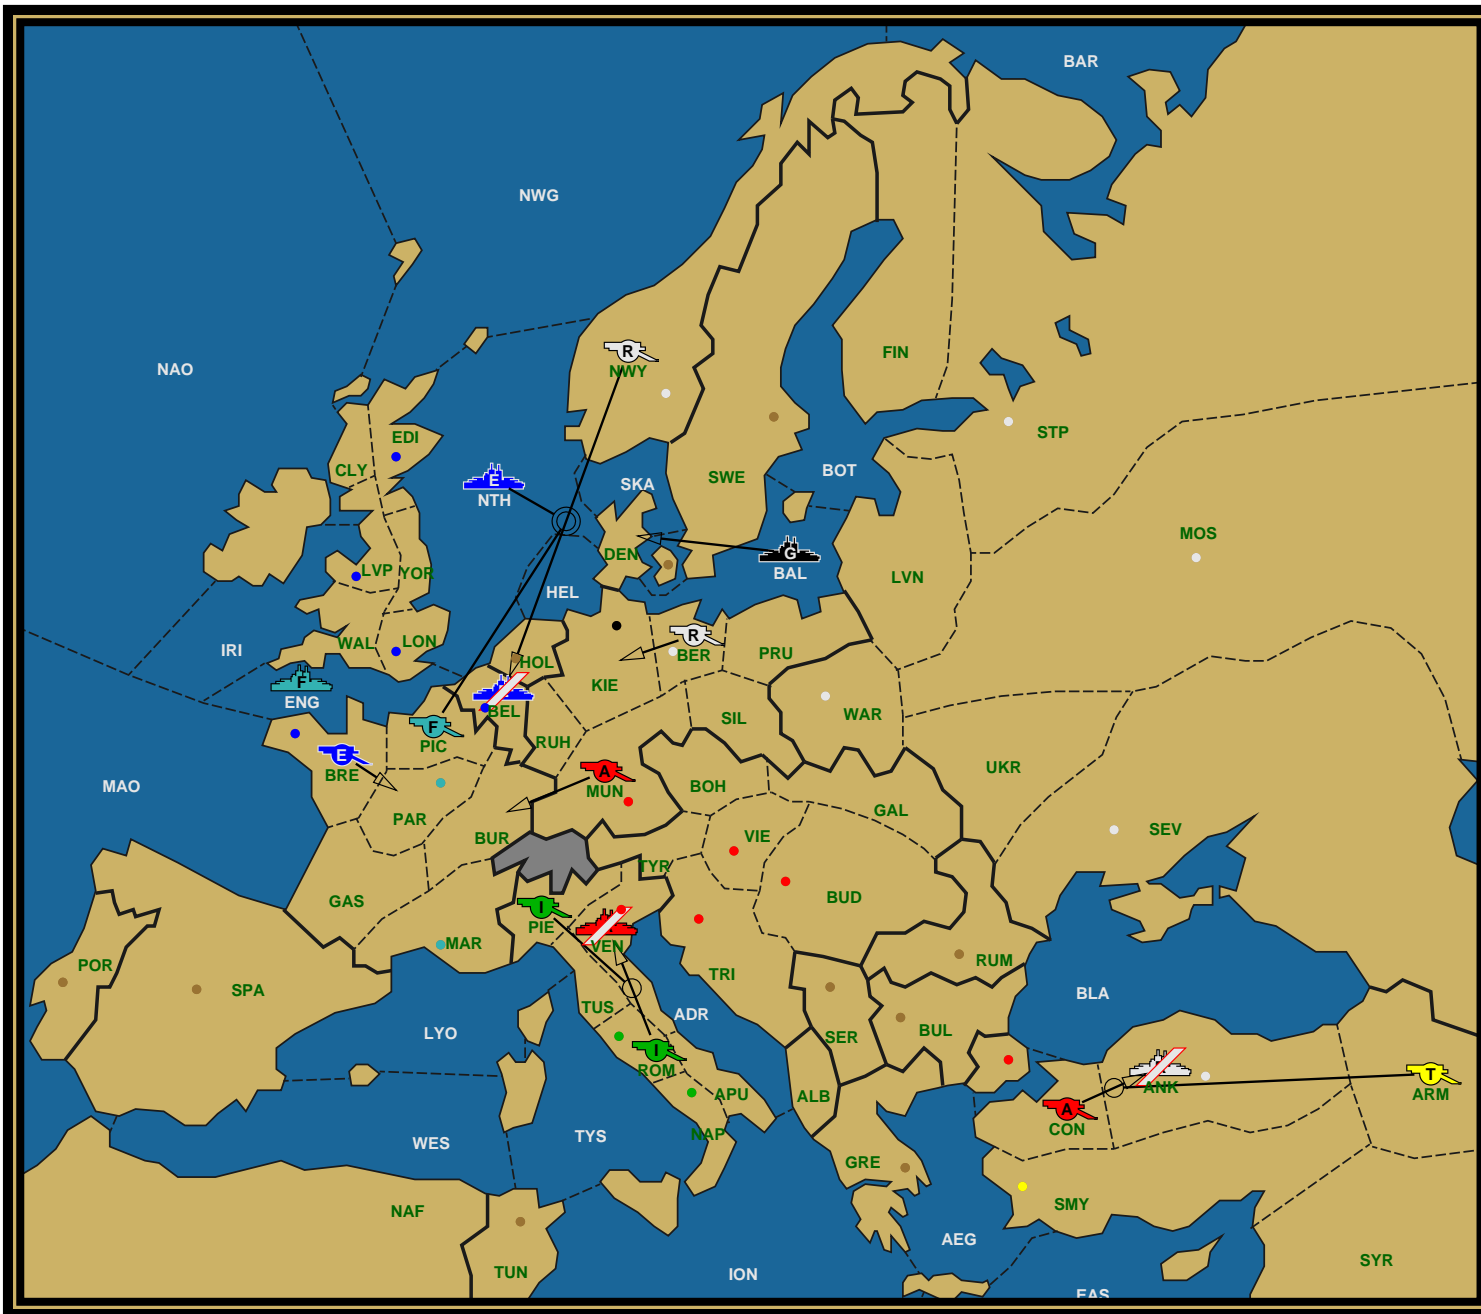 BAR
NWG
NAO
R
NWY
FIN
EDI
STP
CLY
E
NTH
SKA
SWE
BOT
MOS
DEN
G
BAL
LVP
YOR
LVN
HEL
IRI
WAL
LON
R
BER
PRU
HOL
F
ENG
KIE
BEL
SIL
WAR
F
PIC
RUH
E
BRE
A
MUN
BOH
UKR
MAO
PAR
BUR
VIE
GAL
SEV
TYR
GAS
BUD
I
PIE
VEN
MAR
POR
SPA
TRI
RUM
BLA
TUS
ADR
LYO
SER
BUL
I
ROM
APU
ALB
ANK
T
ARM
A
CON
WES
TYS
NAP
GRE
NAF
SMY
AEG
TUN
ION
SYR
EAS